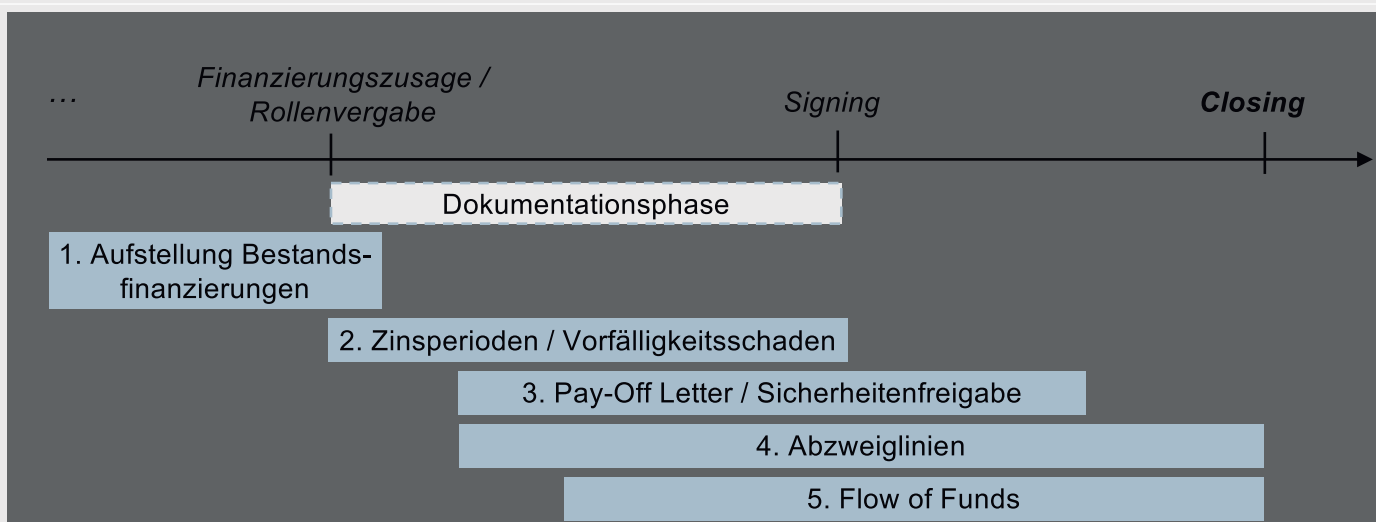 ...
Finanzierungszusage /
Rollenvergabe
Signing
Closing
Dokumentationsphase
1. Aufstellung Bestands-
finanzierungen
2. Zinsperioden / Vorfälligkeitsschaden
3. Pay-Off Letter / Sicherheitenfreigabe
4. Abzweiglinien
5. Flow of Funds